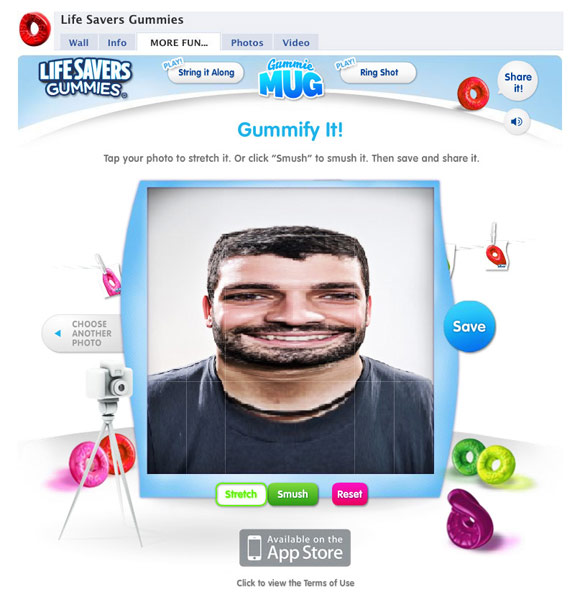 Life Savers Gummies
Wall
Info
MORE FUN...
Photos
Video
LIFE SAVERS
GUMMIES
PLAY!
String it Along
Gummie
MUG
PLAY!
Ring Shot
Share
it!
Gummify It!
Tap your photo to stretch it. Or click "Smush" to smush it. Then save and share it.
CHOOSE
ANOTHER
PHOTO
Save
Stretch
Smush
Reset
Available on the
App Store
Click to view the Terms of Use